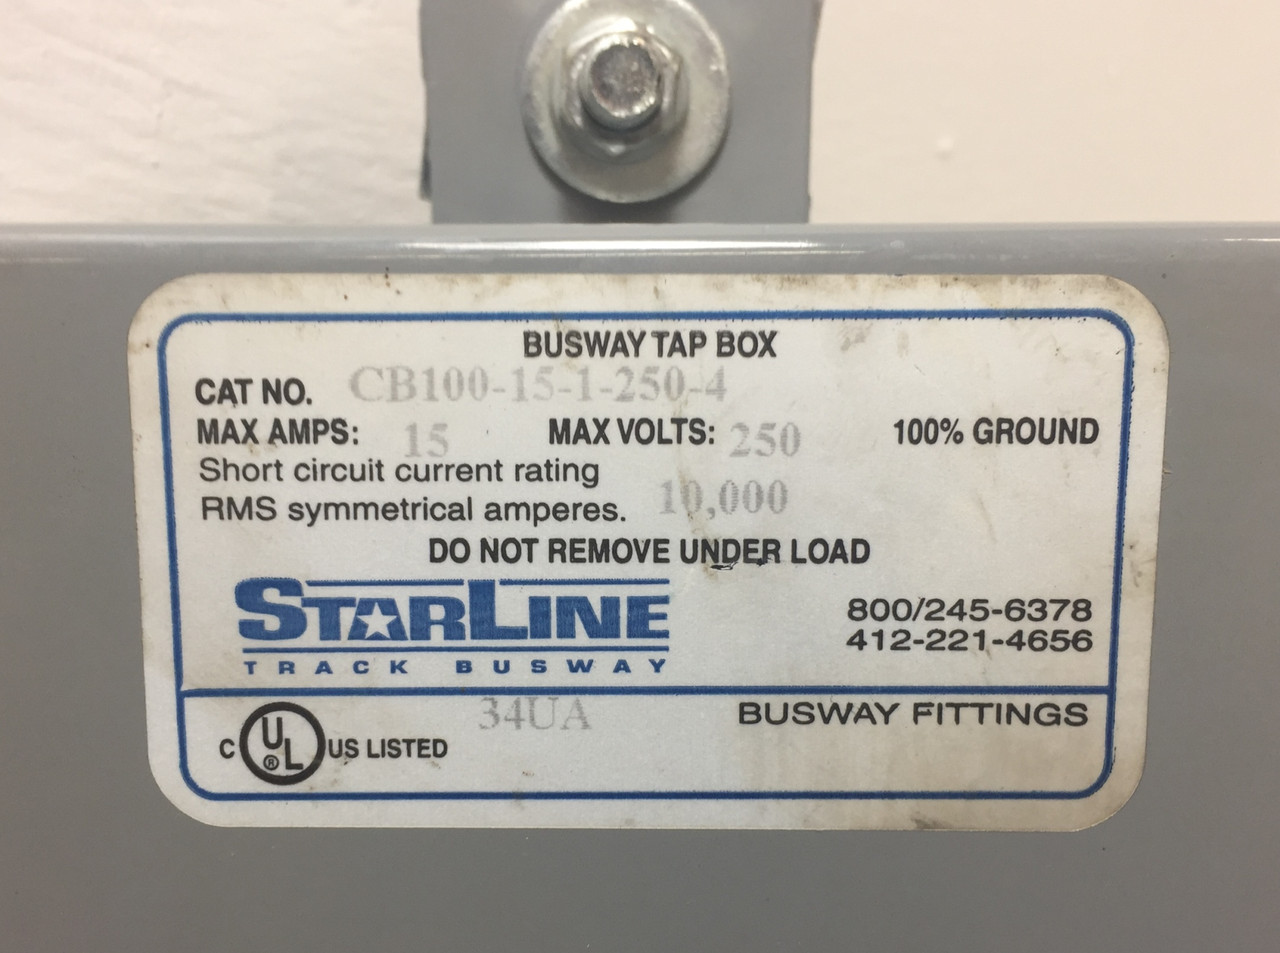 BUSWAY TAP BOX
CAT NO. CB100-15-1-250-4
MAX AMPS: 15 MAX VOLTS: 250 100% GROUND
Short circuit current rating
RMS symmetrical amperes. 10,000
DO NOT REMOVE UNDER LOAD
STARLINE
TRACK BUSWAY
800/245-6378
412-221-4656
34UA
C UL ® US LISTED
BUSWAY FITTINGS